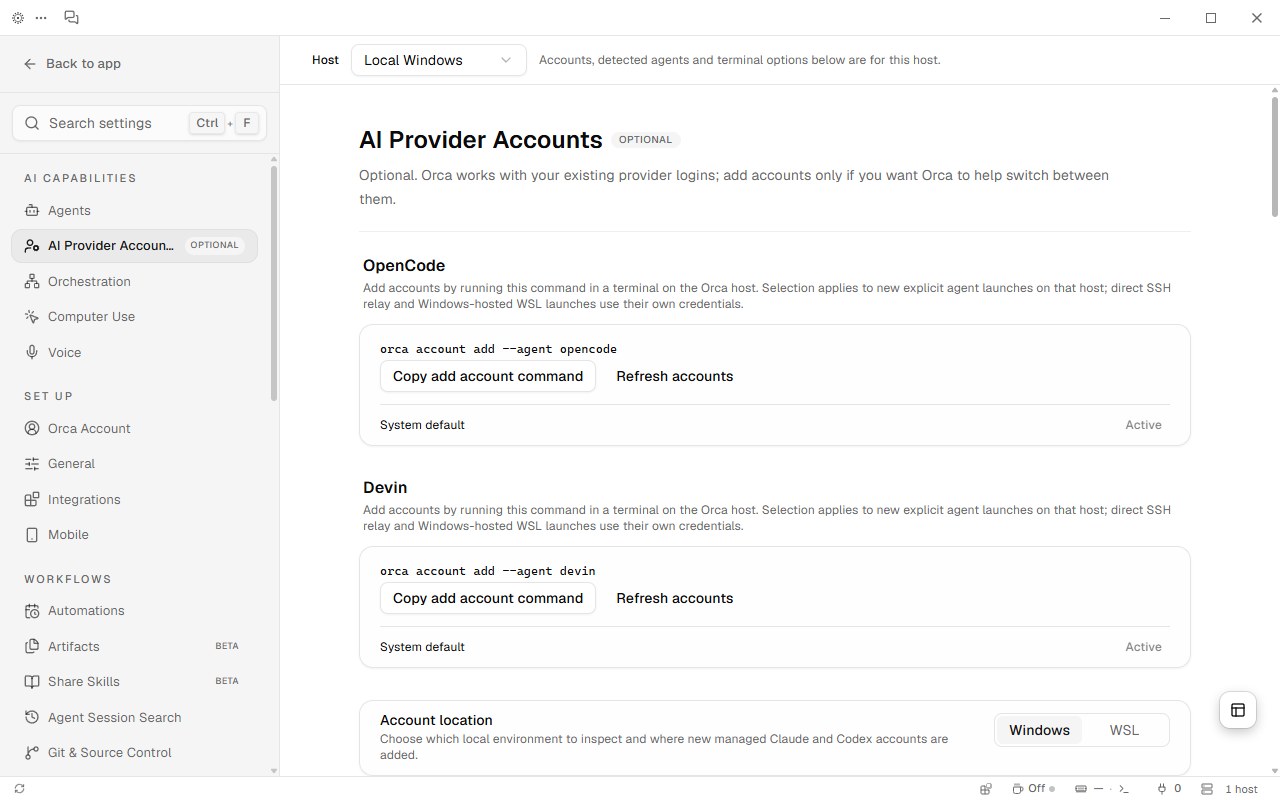 Back to app
Host
Local Windows
Accounts, detected agents and terminal options below are for this host.
Search settings
Ctrl + F
AI CAPABILITIES
Agents
AI Provider Accoun... OPTIONAL
Orchestration
Computer Use
Voice
SET UP
Orca Account
General
Integrations
Mobile
WORKFLOWS
Automations
Artifacts BETA
Share Skills BETA
Agent Session Search
Git & Source Control
AI Provider Accounts OPTIONAL
Optional. Orca works with your existing provider logins; add accounts only if you want Orca to help switch between
them.
OpenCode
Add accounts by running this command in a terminal on the Orca host. Selection applies to new explicit agent launches on that host; direct SSH
relay and Windows-hosted WSL launches use their own credentials.
orca account add --agent opencode
Copy add account command Refresh accounts
System default Active
Devin
Add accounts by running this command in a terminal on the Orca host. Selection applies to new explicit agent launches on that host; direct SSH
relay and Windows-hosted WSL launches use their own credentials.
orca account add --agent devin
Copy add account command Refresh accounts
System default Active
Account location
Choose which local environment to inspect and where new managed Claude and Codex accounts are
added.
Windows WSL
Off — · 0 1 host